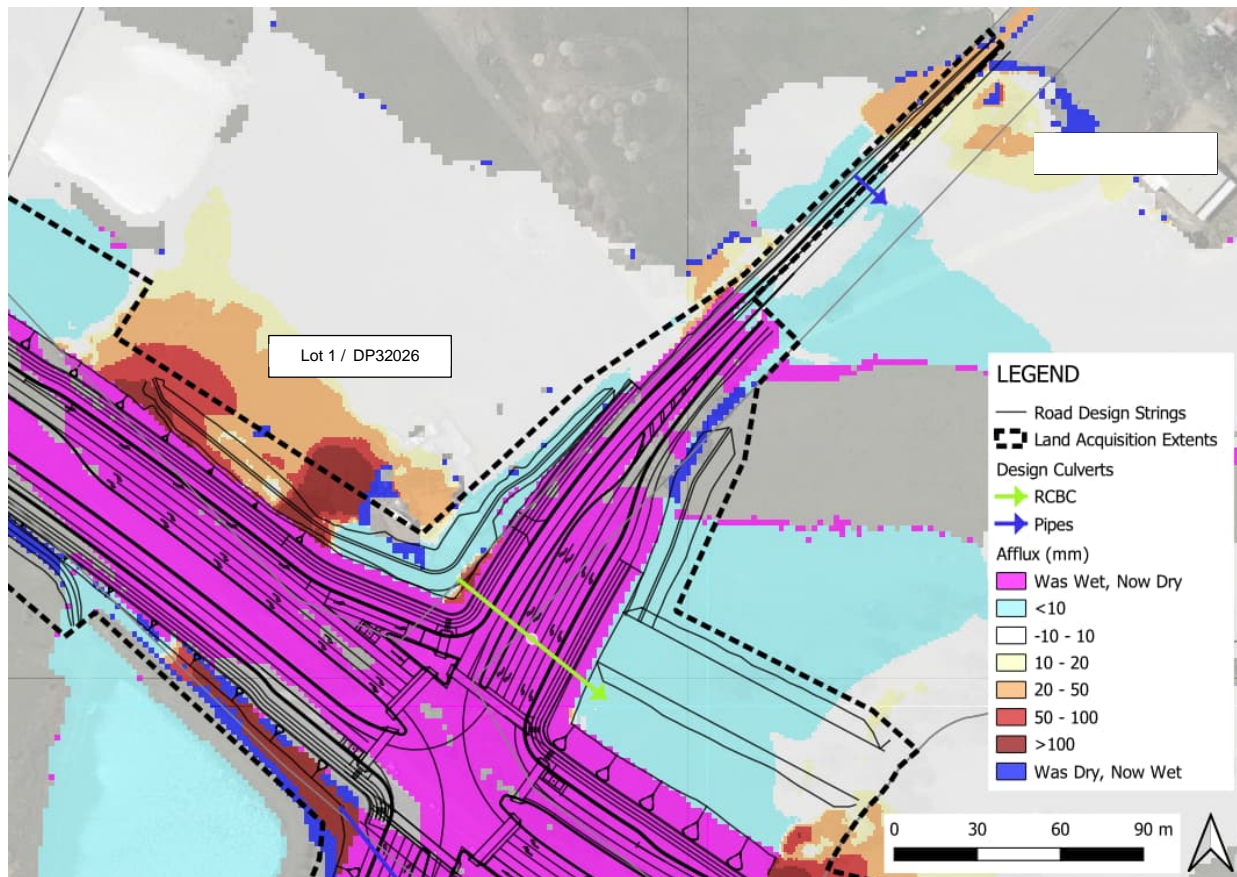 Lot 1 / DP32026
LEGEND
Road Design Strings
Land Acquisition Extents
Design Culverts
RCBC
Pipes
Afflux (mm)
Was Wet, Now Dry
<10
-10 - 10
10 - 20
20 - 50
50 - 100
>100
Was Dry, Now Wet
0 30 60 90 m